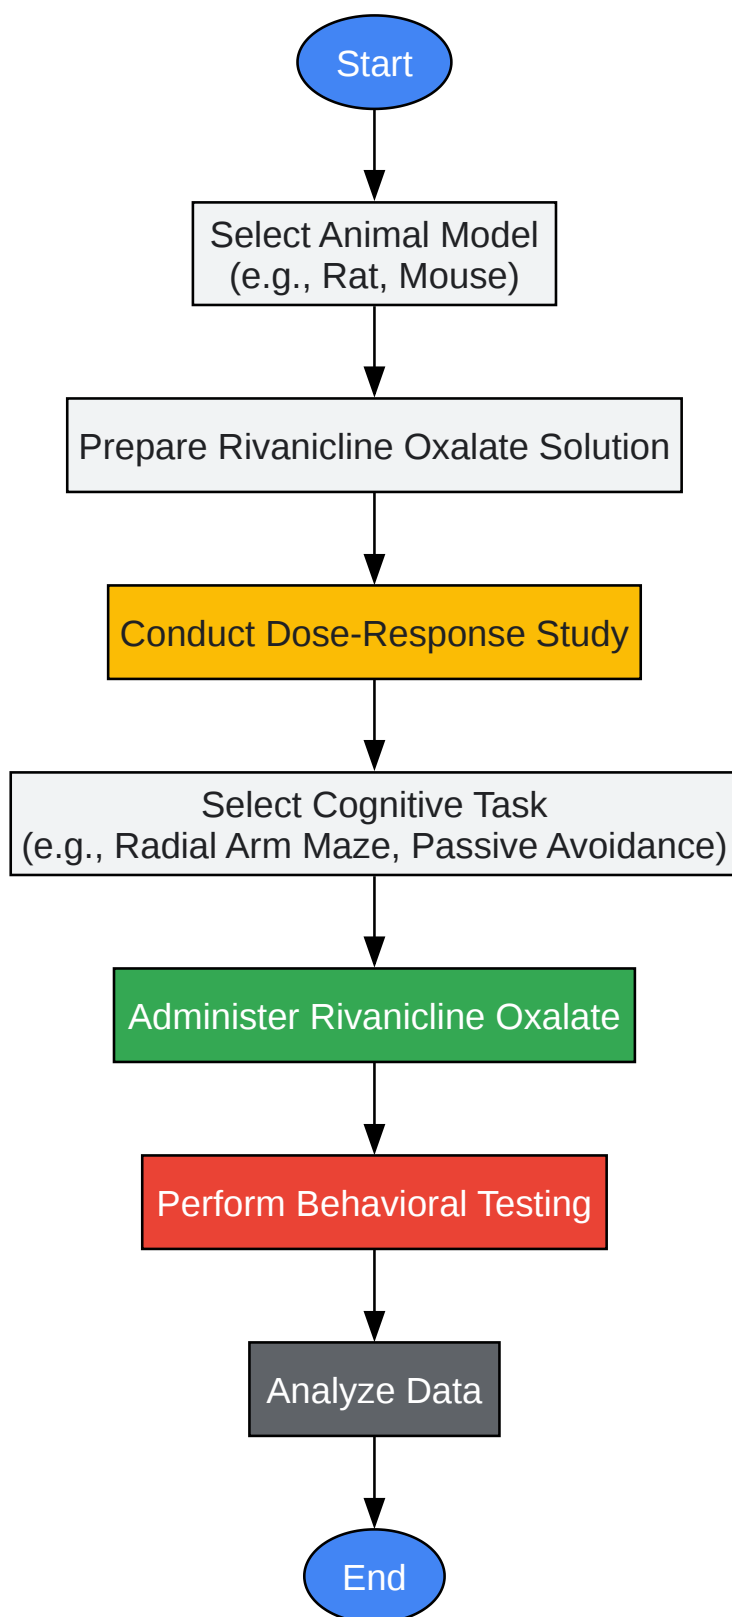 Start
Select Animal Model
(e.g., Rat, Mouse)
Prepare Rivanicline Oxalate Solution
Conduct Dose-Response Study
Select Cognitive Task
(e.g., Radial Arm Maze, Passive Avoidance)
Administer Rivanicline Oxalate
Perform Behavioral Testing
Analyze Data
End